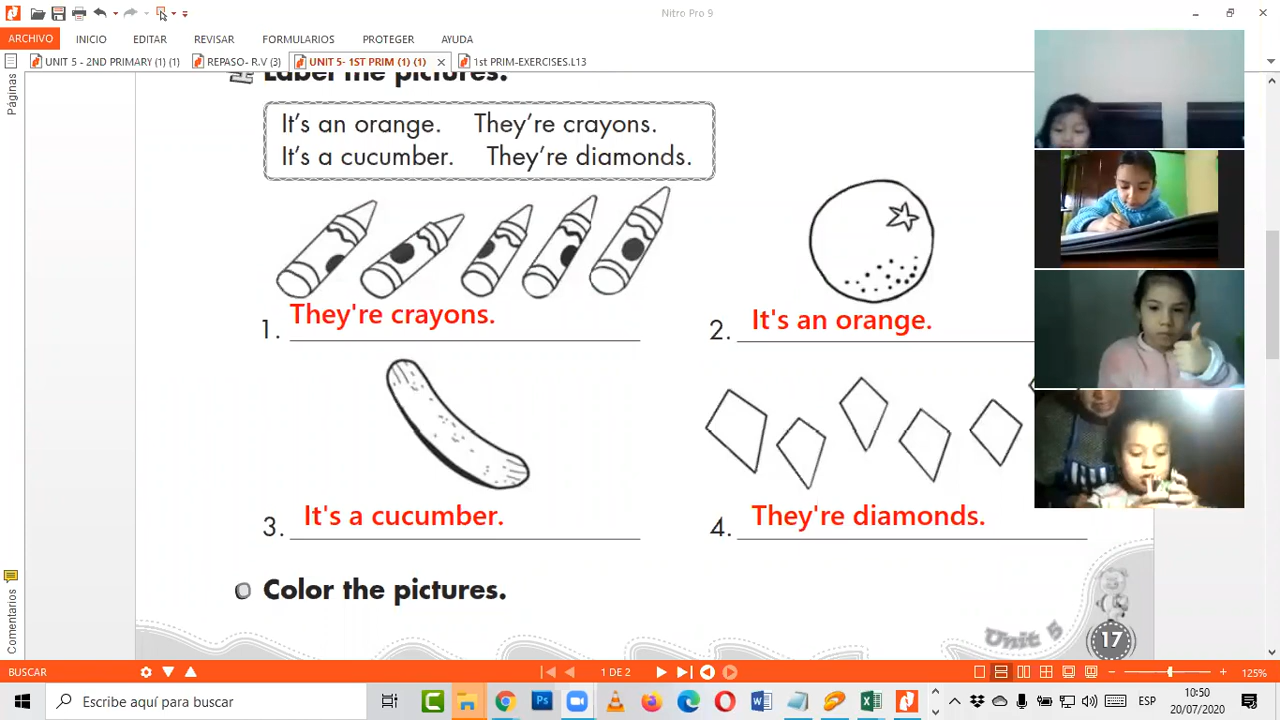 Nitro Pro 9
ARCHIVO INICIO EDITAR REVISAR FORMULARIOS PROTEGER AYUDA
UNIT 5 - 2ND PRIMARY (1) (1) REPASO- R.V (3) UNIT 5- 1ST PRIM (1) (1) 1st PRIM-EXERCISES.L13
Páginas
Label the pictures.
It's an orange. They're crayons.
It's a cucumber. They're diamonds.
1. They're crayons.
2. It's an orange.
3. It's a cucumber.
4. They're diamonds.
Color the pictures.
Unit 5
17
Comentarios
BUSCAR 1 DE 2 125%
Escribe aquí para buscar
ESP
10:50
20/07/2020